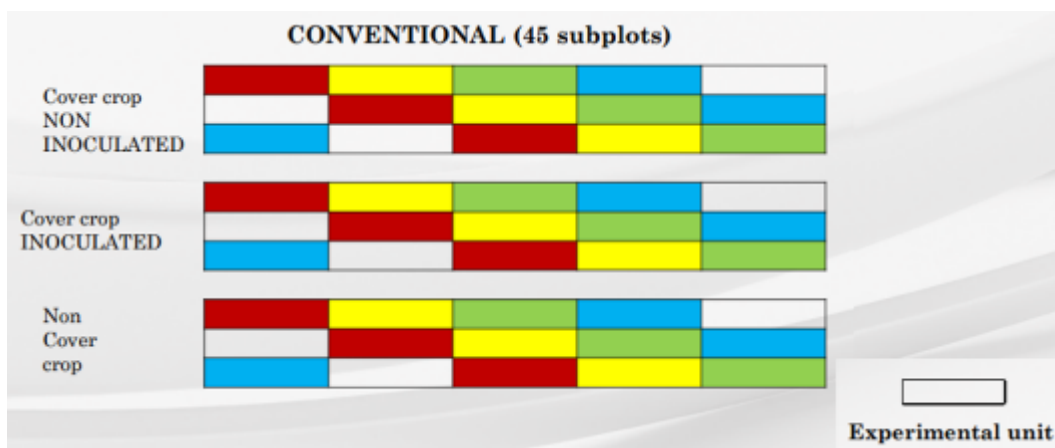 CONVENTIONAL (45 subplots)
Cover crop
NON
INOCULATED
Cover crop
INOCULATED
Non
Cover
crop
Experimental unit